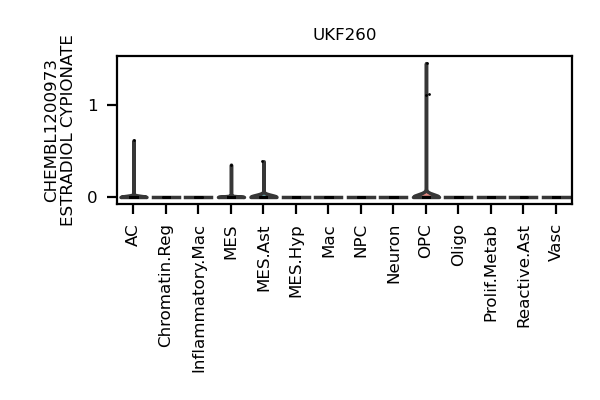 UKF260
CHEMBL1200973
ESTRADIOL CYPIONATE
1
0
AC
Chromatin.Reg
Inflammatory.Mac
MES
MES.Ast
MES.Hyp
Mac
NPC
Neuron
OPC
Oligo
Prolif.Metab
Reactive.Ast
Vasc